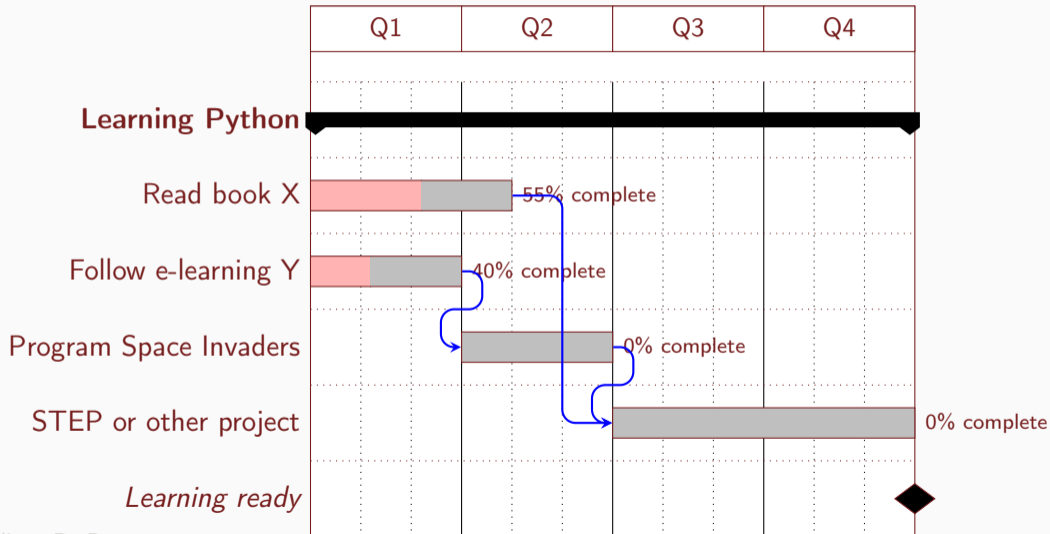 Q1 Q2 Q3 Q4
Learning Python
Read book X 55% complete
Follow e-learning Y 40% complete
Program Space Invaders 0% complete
STEP or other project 0% complete
Learning ready